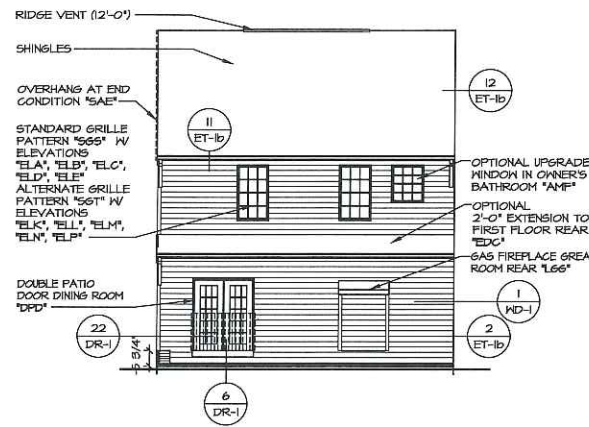 RIDGE VENT (12'-0")
SHINGLES
OVERHANG AT END
CONDITION "SAE"
STANDARD GRILLE
PATTERN "SGS" W/
ELEVATIONS
"ELA", "ELB", "ELC",
"ELD", "ELE"
ALTERNATE GRILLE
PATTERN "SGT" W/
ELEVATIONS
"ELK", "ELL", "ELM",
"ELN", "ELP"
11
ET-1b
12
ET-1b
OPTIONAL UPGRADE
WINDOW IN OWNER'S
BATHROOM "AMF"
OPTIONAL
2'-0" EXTENSION TO
FIRST FLOOR REAR
"EDC"
GAS FIREPLACE GREA
ROOM REAR "LGG"
DOUBLE PATIO
DOOR DINING ROOM
"DPD"
1
WD-1
22
DR-1
2
ET-1b
5 3/4"
6
DR-1